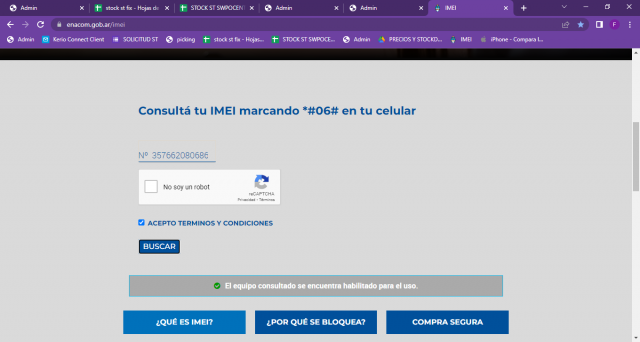 Admin
stock st fix - Hojas de
STOCK ST SWPOCENT
Admin
Admin
IMEI
enacom.gob.ar/imei
Admin
Kerio Connect Client
SOLICITUD ST
picking
stock st fix - Hojas...
STOCK ST SWPOCE...
Admin
PRECIOS Y STOCKD...
IMEI
iPhone - Compara l...
Consultá tu IMEI marcando *#06# en tu celular
Nº 357662080686
No soy un robot
reCAPTCHA
Privacidad - Términos
ACEPTO TERMINOS Y CONDICIONES
BUSCAR
El equipo consultado se encuentra habilitado para el uso.
¿QUÉ ES IMEI?
¿POR QUÉ SE BLOQUEA?
COMPRA SEGURA